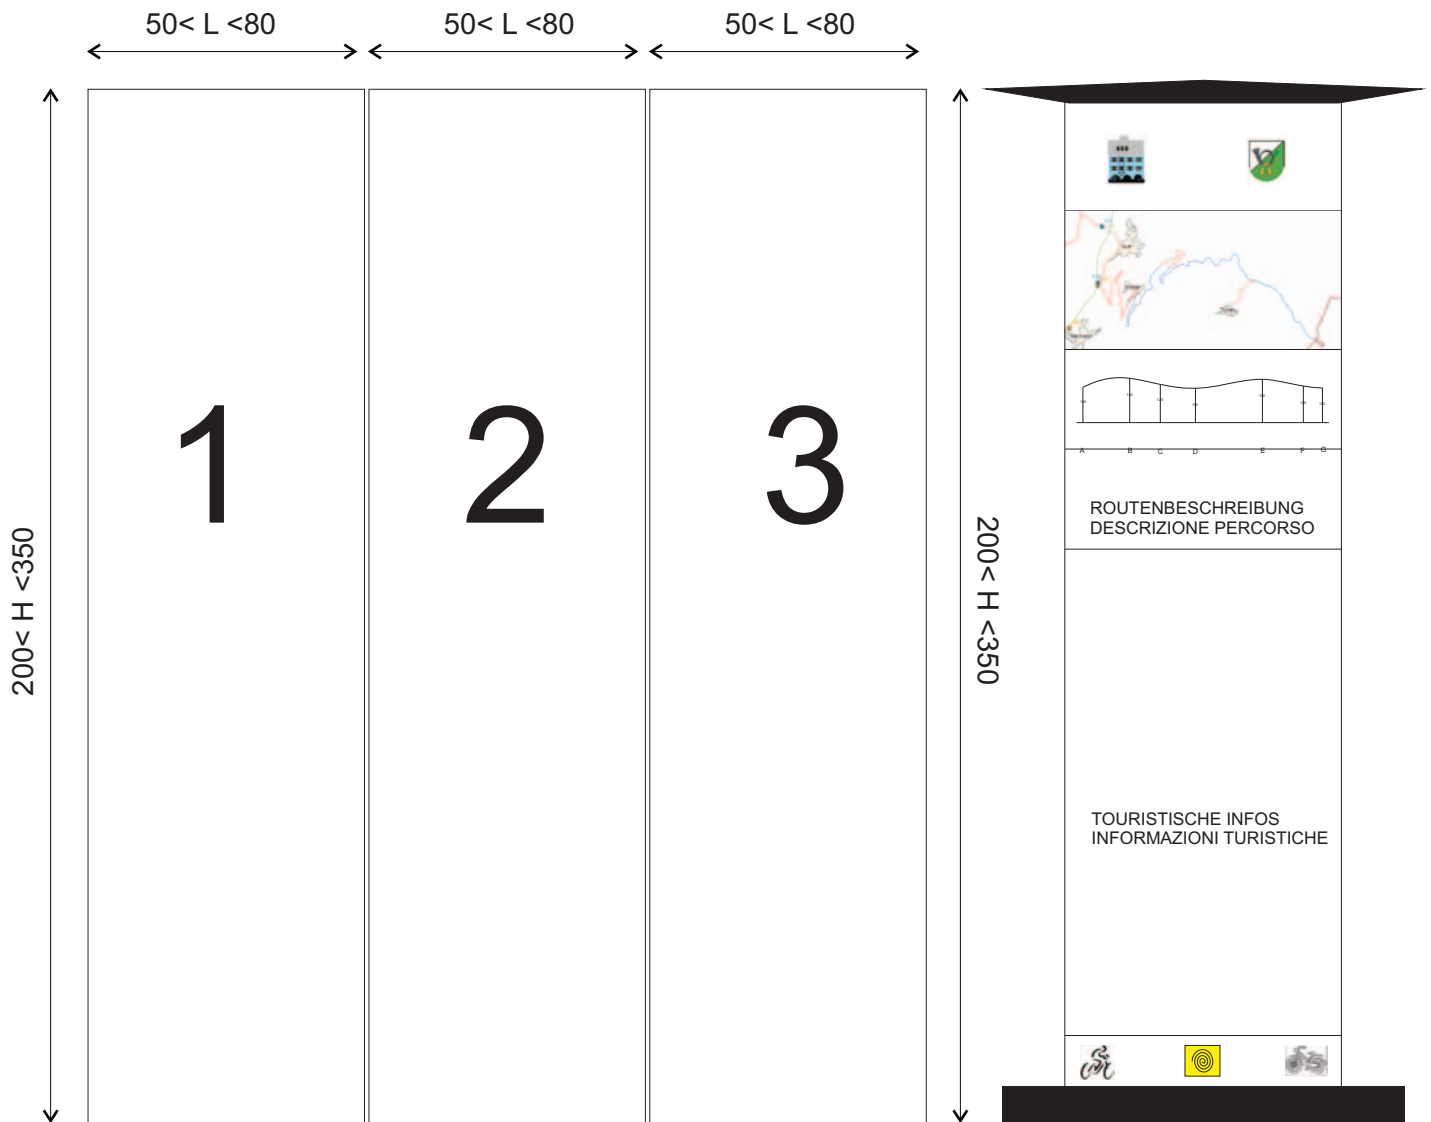 50< L <80
50< L <80
50< L <80
200< H <350
1
2
3
200< H <350
A
B
C
D
E
F
G
ROUTENBESCHREIBUNG
DESCRIZIONE PERCORSO
TOURISTISCHE INFOS
INFORMAZIONI TURISTICHE